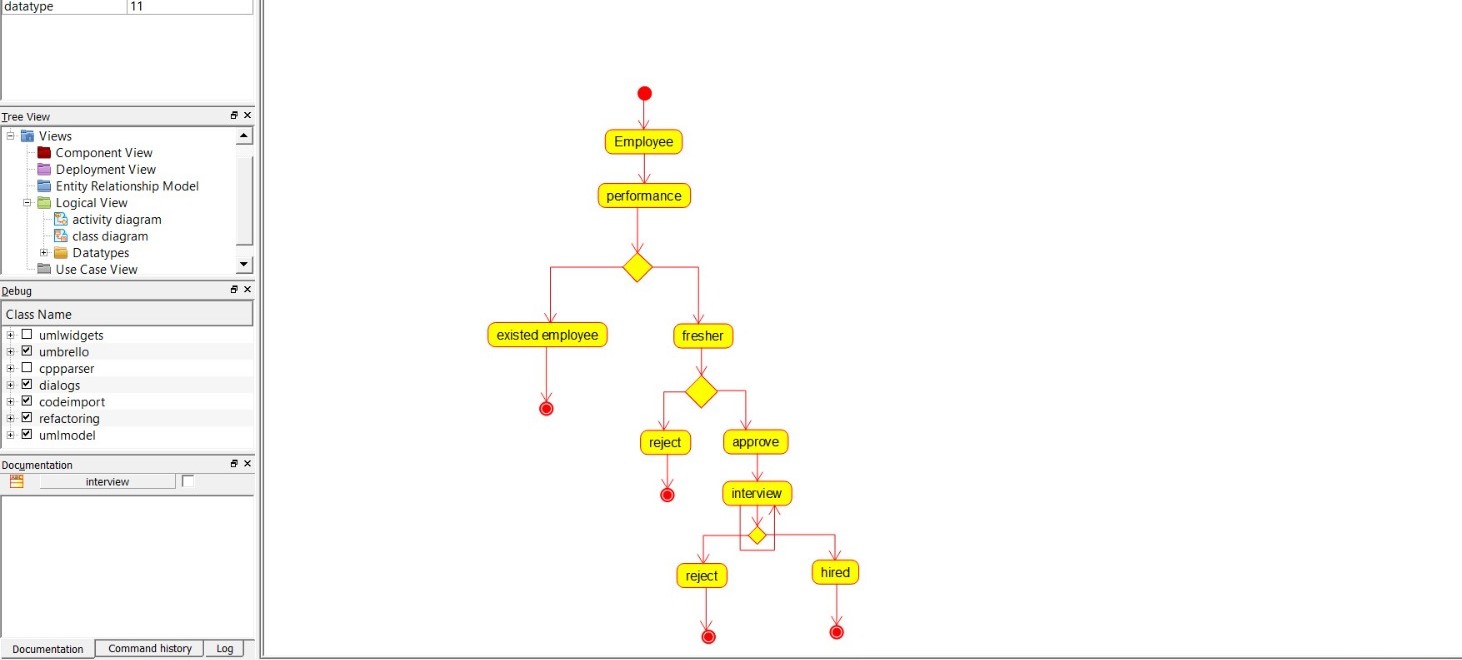 datatype 11
Tree View
Views
Component View
Deployment View
Entity Relationship Model
Logical View
activity diagram
class diagram
Datatypes
Use Case View
Debug
Class Name
umlwidgets
umbrello
cppparser
dialogs
codeimport
refactoring
umlmodel
Documentation
ABC
interview
Documentation
Command history
Log
Employee
performance
existed employee
fresher
reject
approve
interview
reject
hired